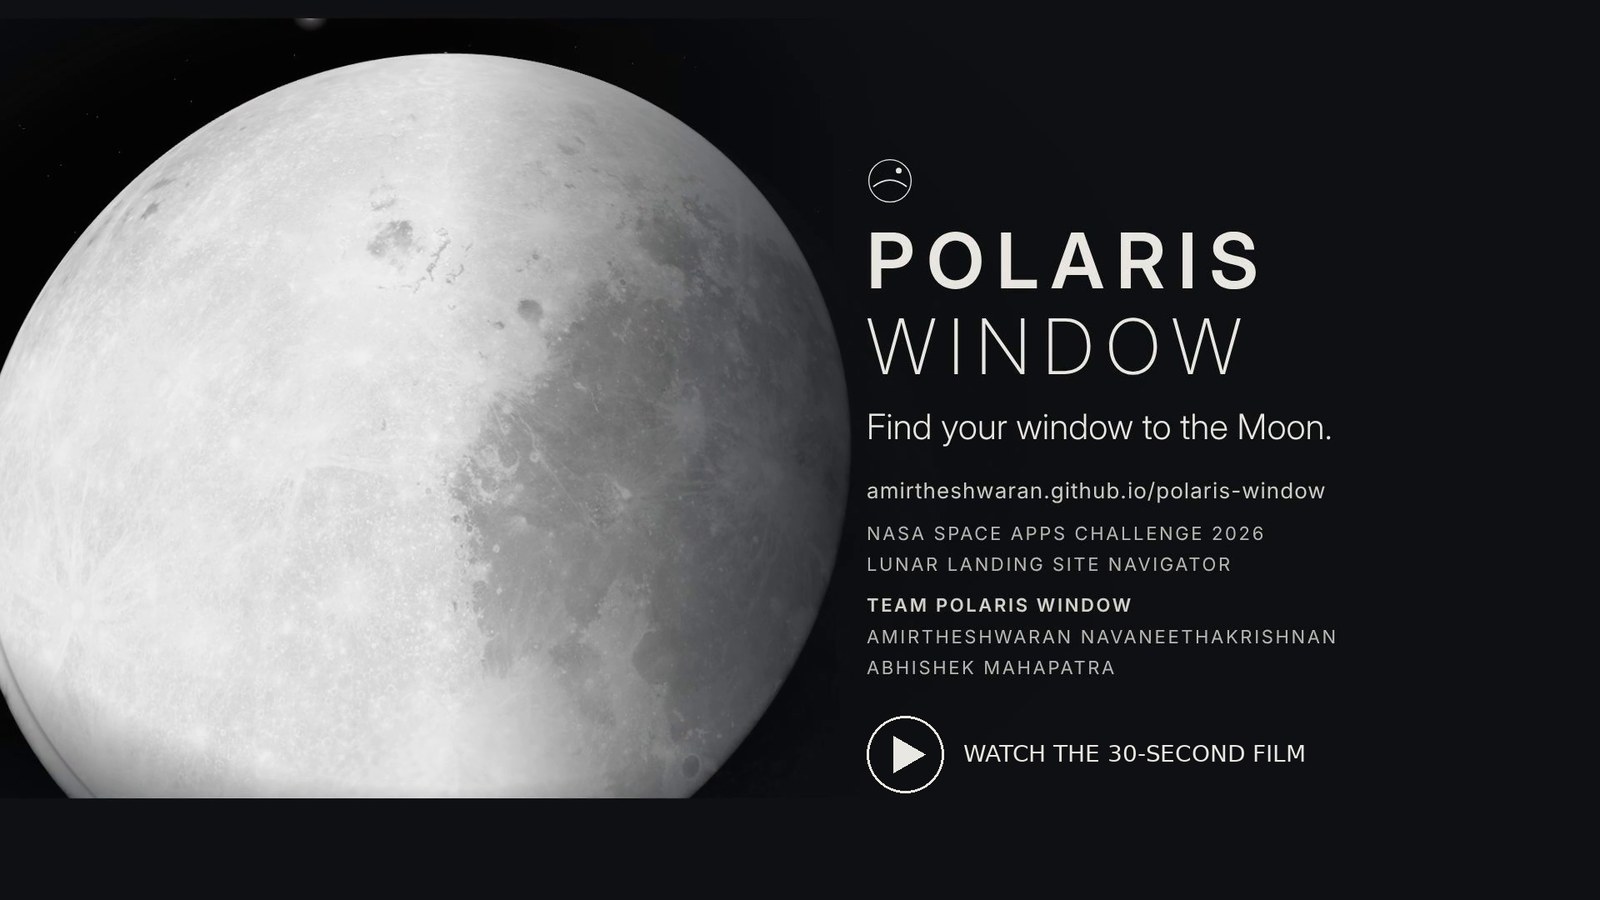 POLARIS
WINDOW
Find your window to the Moon.
amirtheshwaran.github.io/polaris-window
NASA SPACE APPS CHALLENGE 2026
LUNAR LANDING SITE NAVIGATOR
TEAM POLARIS WINDOW
AMIRTHESHWARAN NAVANEETHAKRISHNAN
ABHISHEK MAHAPATRA
WATCH THE 30-SECOND FILM